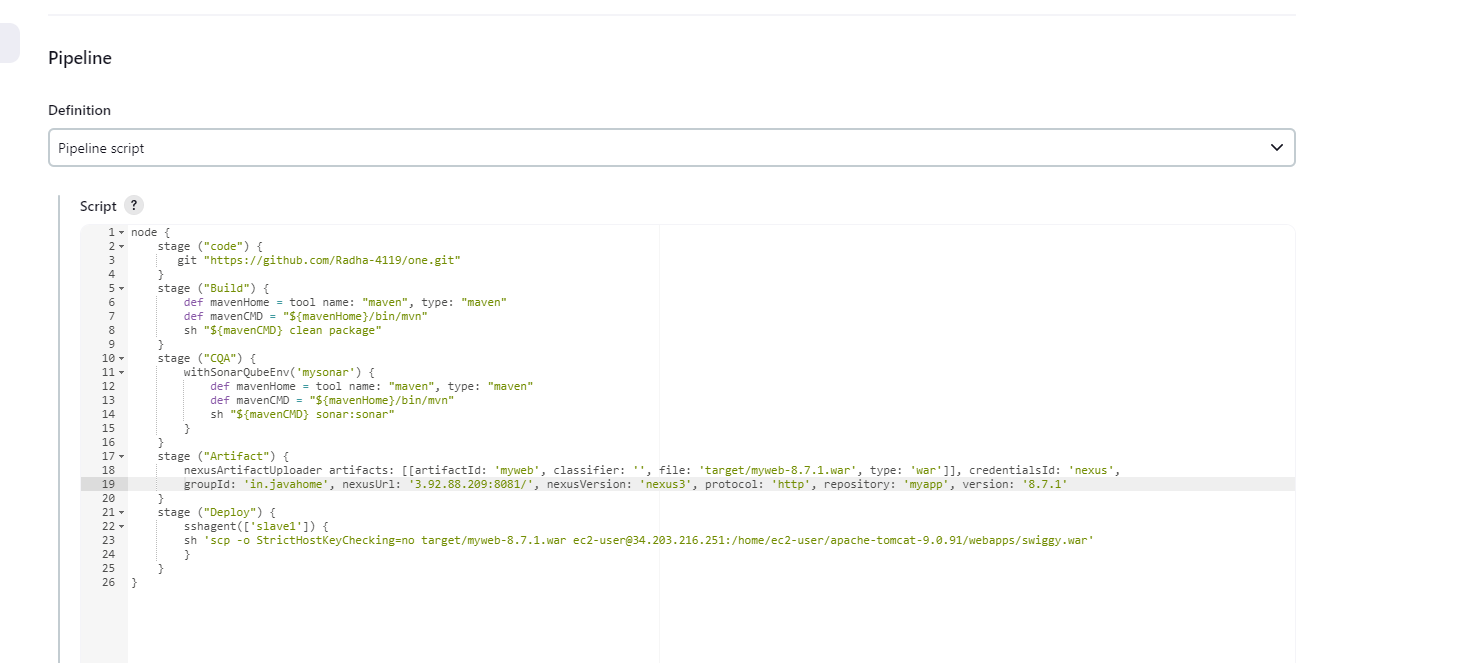 Pipeline
Definition
Pipeline script
Script ?
1 node {
2     stage ("code") {
3        git "https://github.com/Radha-4119/one.git"
4     }
5     stage ("Build") {
6         def mavenHome = tool name: "maven", type: "maven"
7         def mavenCMD = "${mavenHome}/bin/mvn"
8         sh "${mavenCMD} clean package"
9     }
10     stage ("CQA") {
11         withSonarQubeEnv('mysonar') {
12             def mavenHome = tool name: "maven", type: "maven"
13             def mavenCMD = "${mavenHome}/bin/mvn"
14             sh "${mavenCMD} sonar:sonar"
15         }
16     }
17     stage ("Artifact") {
18         nexusArtifactUploader artifacts: [[artifactId: 'myweb', classifier: '', file: 'target/myweb-8.7.1.war', type: 'war']], credentialsId: 'nexus',
19         groupId: 'in.javahome', nexusUrl: '3.92.88.209:8081/', nexusVersion: 'nexus3', protocol: 'http', repository: 'myapp', version: '8.7.1'
20     }
21     stage ("Deploy") {
22         sshagent(['slave1']) {
23         sh 'scp -o StrictHostKeyChecking=no target/myweb-8.7.1.war ec2-user@34.203.216.251:/home/ec2-user/apache-tomcat-9.0.91/webapps/swiggy.war'
24         }
25     }
26 }